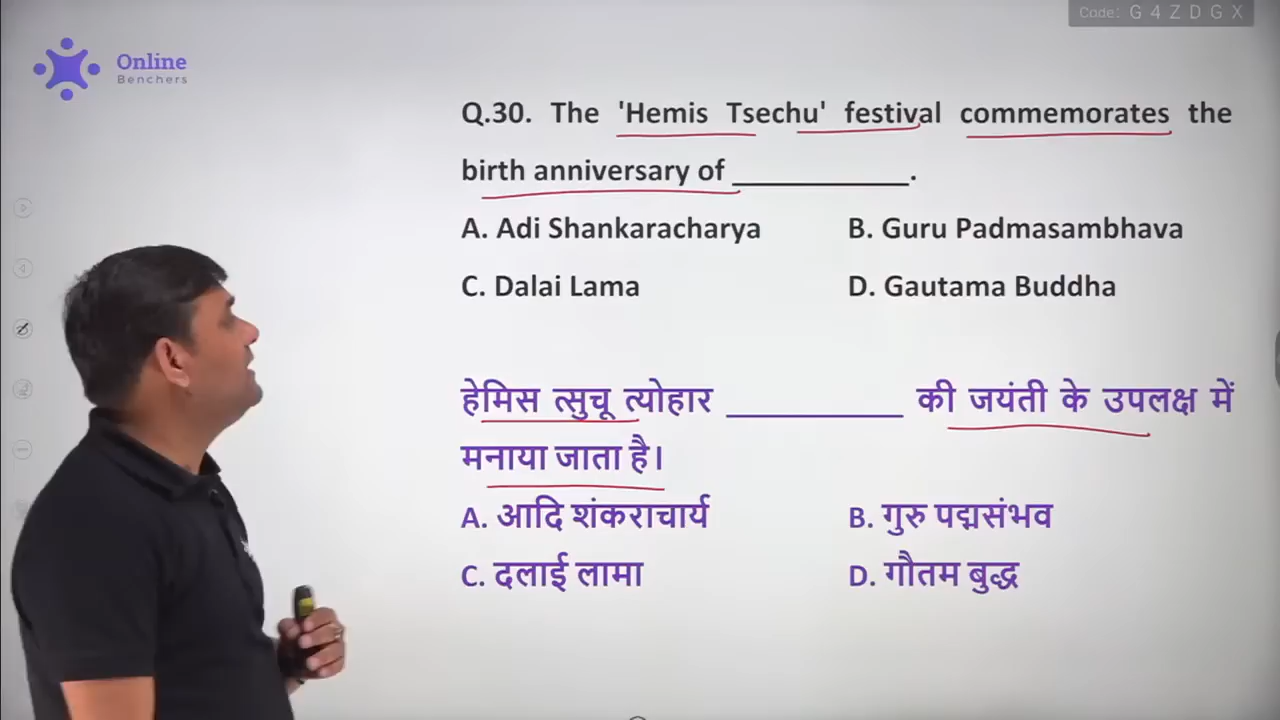 Code: G 4 Z D G X
Online
Benchers
Q.30. The 'Hemis Tsechu' festival commemorates the
birth anniversary of ___________.
A. Adi Shankaracharya B. Guru Padmasambhava
C. Dalai Lama D. Gautama Buddha
हेमिस त्सुचू त्योहार ___________ की जयंती के उपलक्ष में
मनाया जाता है।
A. आदि शंकराचार्य B. गुरु पद्मसंभव
C. दलाई लामा D. गौतम बुद्ध